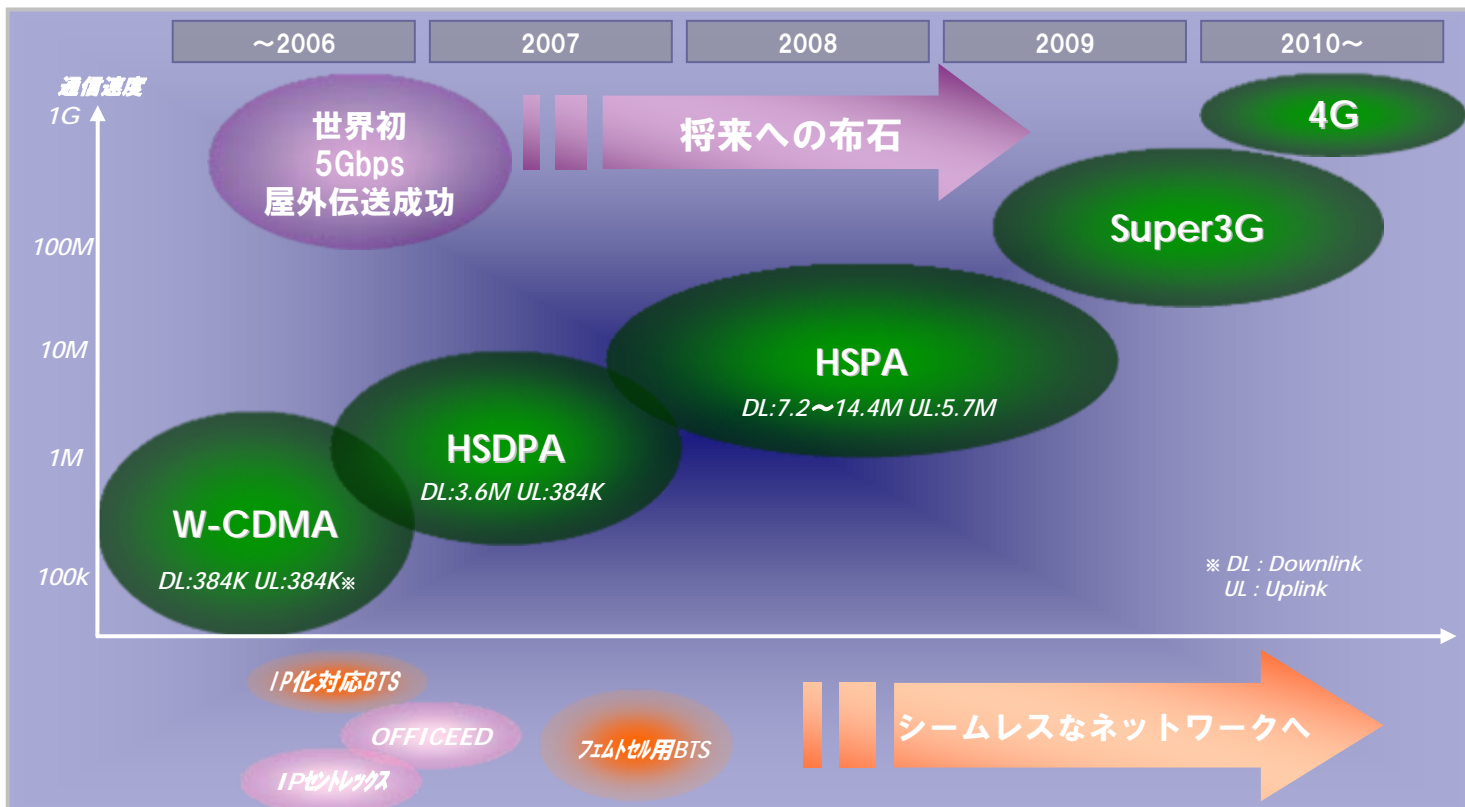 ～2006
2007
2008
2009
2010～
通信速度
1G
100M
10M
1M
100k
世界初
5Gbps
屋外伝送成功
将来への布石
4G
Super3G
HSPA
DL:7.2～14.4M UL:5.7M
HSDPA
DL:3.6M UL:384K
W-CDMA
DL:384K UL:384K※
※ DL : Downlink
UL : Uplink
IP化対応BTS
OFFICEED
IPセントレックス
フェムトセル用BTS
シームレスなネットワークへ